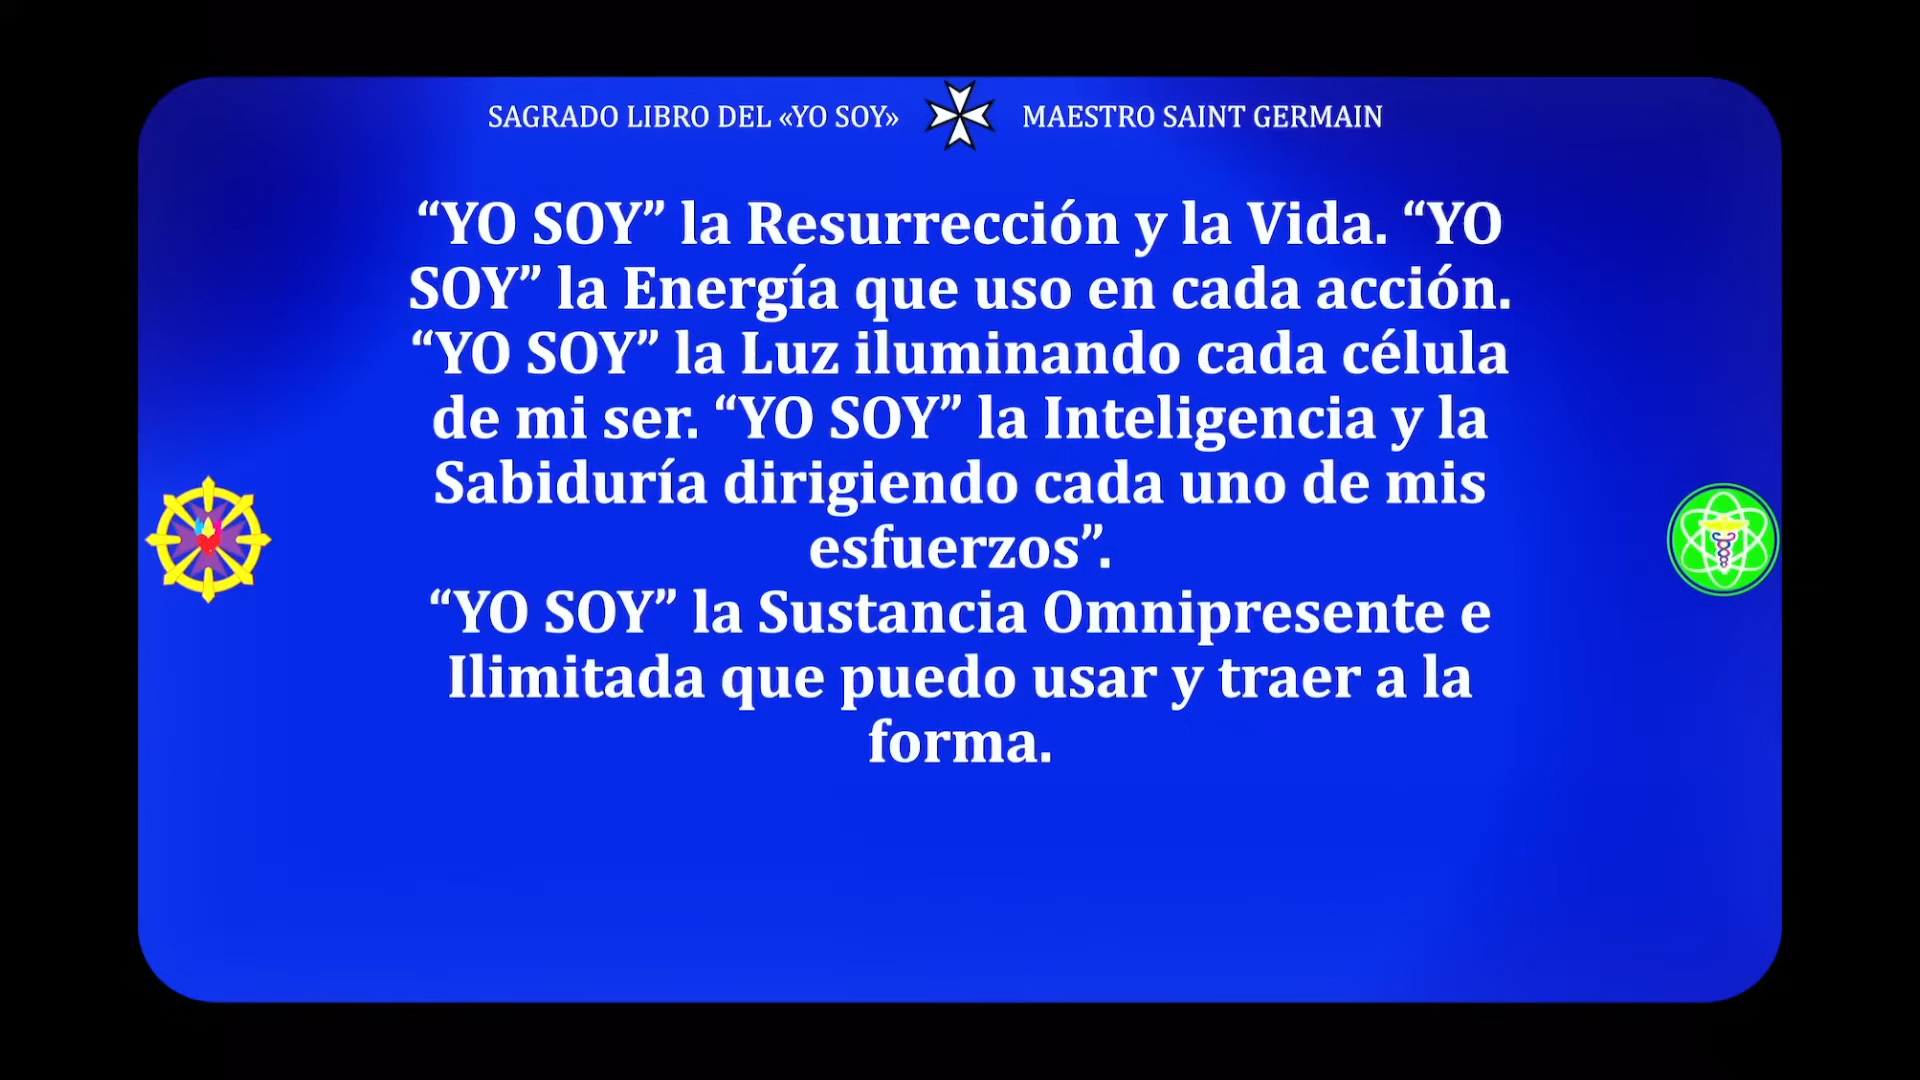 SAGRADO LIBRO DEL «YO SOY» MAESTRO SAINT GERMAIN
“YO SOY” la Resurrección y la Vida. “YO
SOY” la Energía que uso en cada acción.
“YO SOY” la Luz iluminando cada célula
de mi ser. “YO SOY” la Inteligencia y la
Sabiduría dirigiendo cada uno de mis
esfuerzos”.
“YO SOY” la Sustancia Omnipresente e
Ilimitada que puedo usar y traer a la
forma.